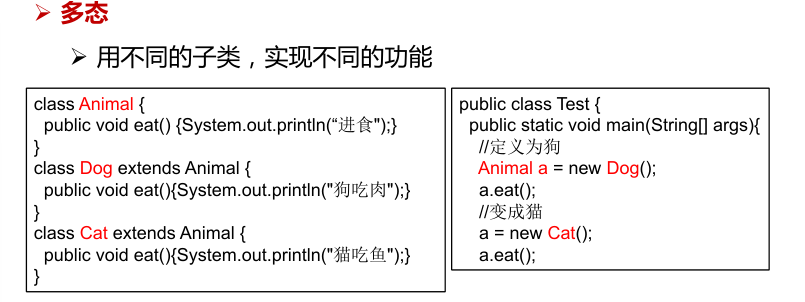 ➢ 多态
➢ 用不同的子类，实现不同的功能
class Animal {
public void eat() {System.out.println(“进食");}
}
class Dog extends Animal {
public void eat(){System.out.println("狗吃肉");}
}
class Cat extends Animal {
public void eat(){System.out.println("猫吃鱼");}
}
public class Test {
public static void main(String[] args){
//定义为狗
Animal a = new Dog();
a.eat();
//变成猫
a = new Cat();
a.eat();